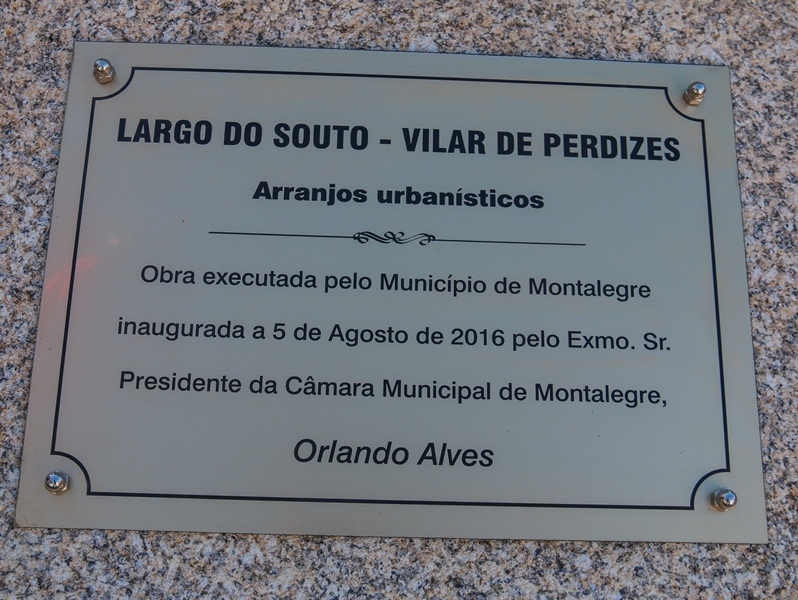 LARGO DO SOUTO - VILAR DE PERDIZES
Arranjos urbanísticos
Obra executada pelo Município de Montalegre
inaugurada a 5 de Agosto de 2016 pelo Exmo. Sr.
Presidente da Câmara Municipal de Montalegre,
Orlando Alves